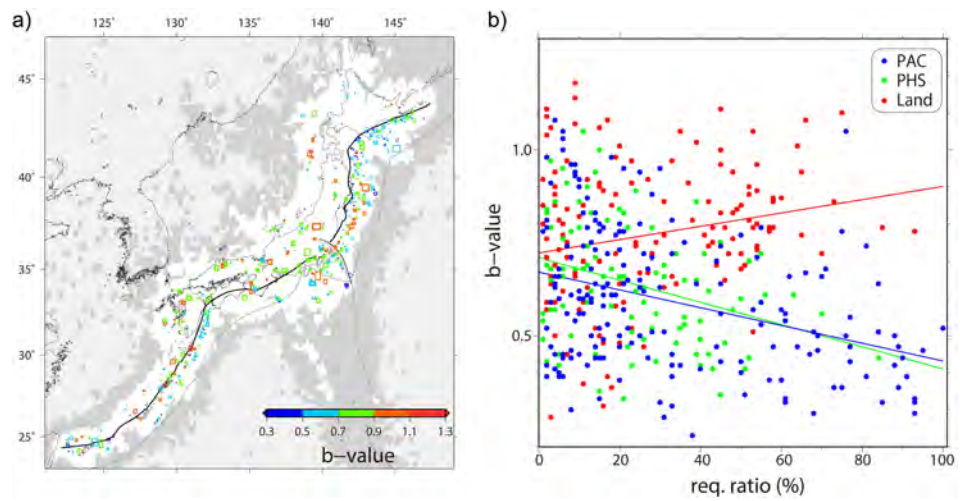 a)
125˚ 130˚ 135˚ 140˚ 145˚
45˚
40˚
35˚
30˚
25˚
0.3 0.5 0.7 0.9 1.1 1.3
b-value
b)
PAC
PHS
Land
1.0
0.5
b-value
0 20 40 60 80 100
req. ratio (%)